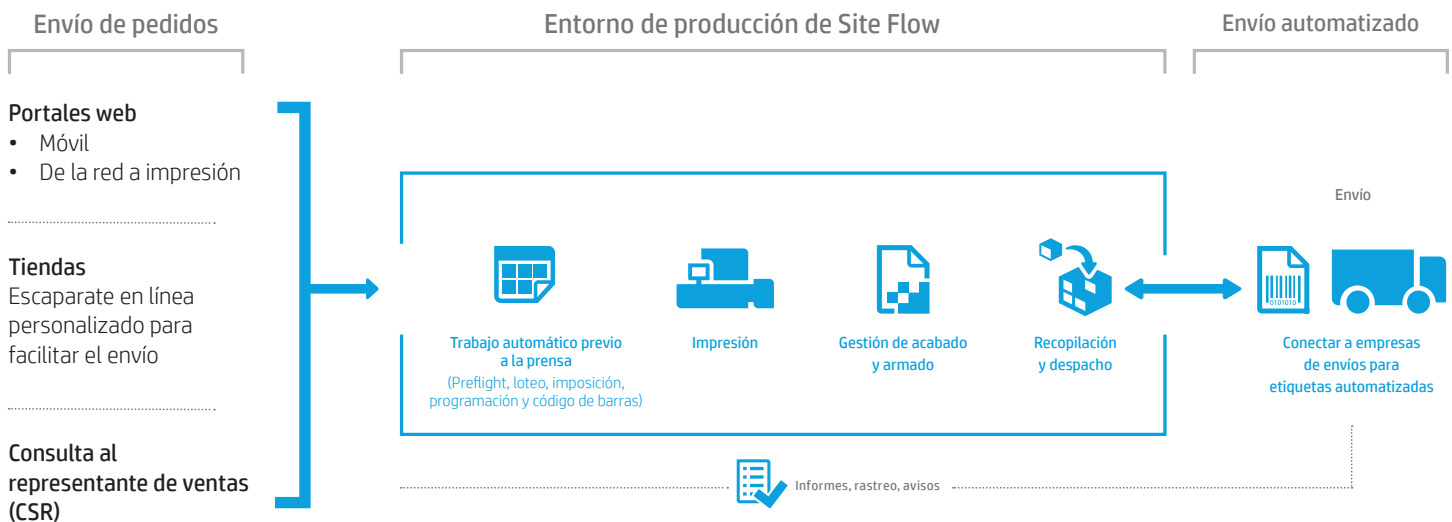 Envío de pedidos
Entorno de producción de Site Flow
Envío automatizado
Portales web
• Móvil
• De la red a impresión
Tiendas
Escaparate en línea
personalizado para
facilitar el envío
Consulta al
representante de ventas
(CSR)
Trabajo automático previo
a la prensa
(Preflight, loteo, imposición,
programación y código de barras)
Impresión
Gestión de acabado
y armado
Recopilación
y despacho
Envío
0101010
Conectar a empresas
de envíos para
etiquetas automatizadas
Informes, rastreo, avisos